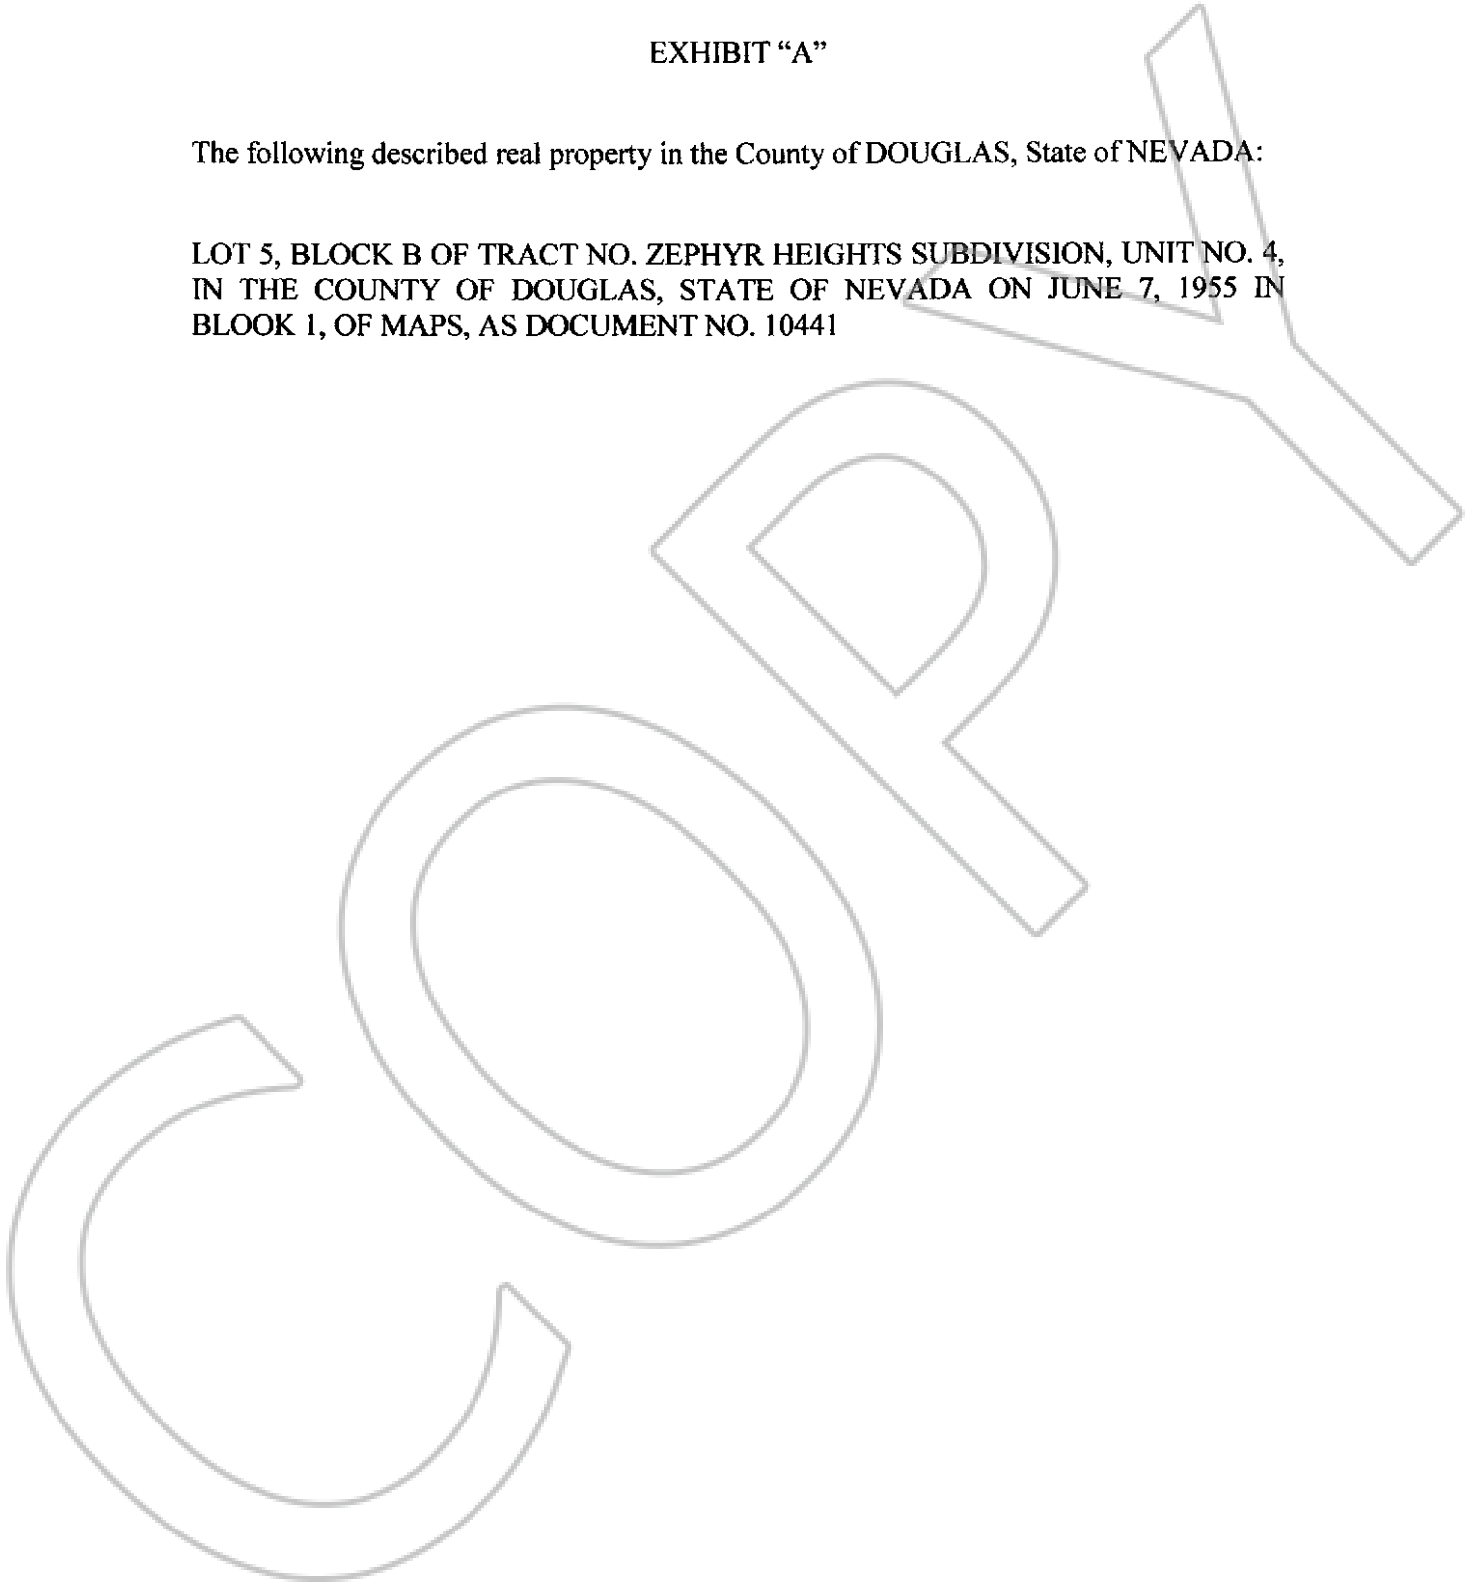 EXHIBIT “A”
The following described real property in the County of DOUGLAS, State of NEVADA:
LOT 5, BLOCK B OF TRACT NO. ZEPHYR HEIGHTS SUBDIVISION, UNIT NO. 4,
IN THE COUNTY OF DOUGLAS, STATE OF NEVADA ON JUNE 7, 1955 IN
BLOOK 1, OF MAPS, AS DOCUMENT NO. 10441
COPY